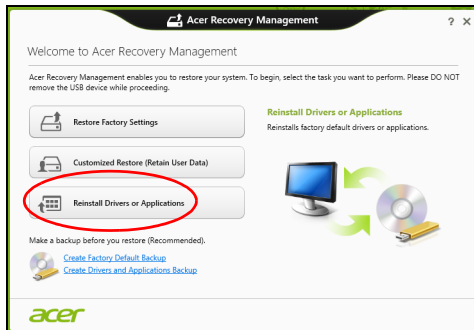 Acer Recovery Management
? X
Welcome to Acer Recovery Management
Acer Recovery Management enables you to restore your system. To begin, select the task you want to perform. Please DO NOT
remove the USB device while proceeding.
Restore Factory Settings
Customized Restore (Retain User Data)
Reinstall Drivers or Applications
Reinstall Drivers or Applications
Reinstalls factory default drivers or applications.
Make a backup before you restore (Recommended).
Create Factory Default Backup
Create Drivers and Applications Backup
acer